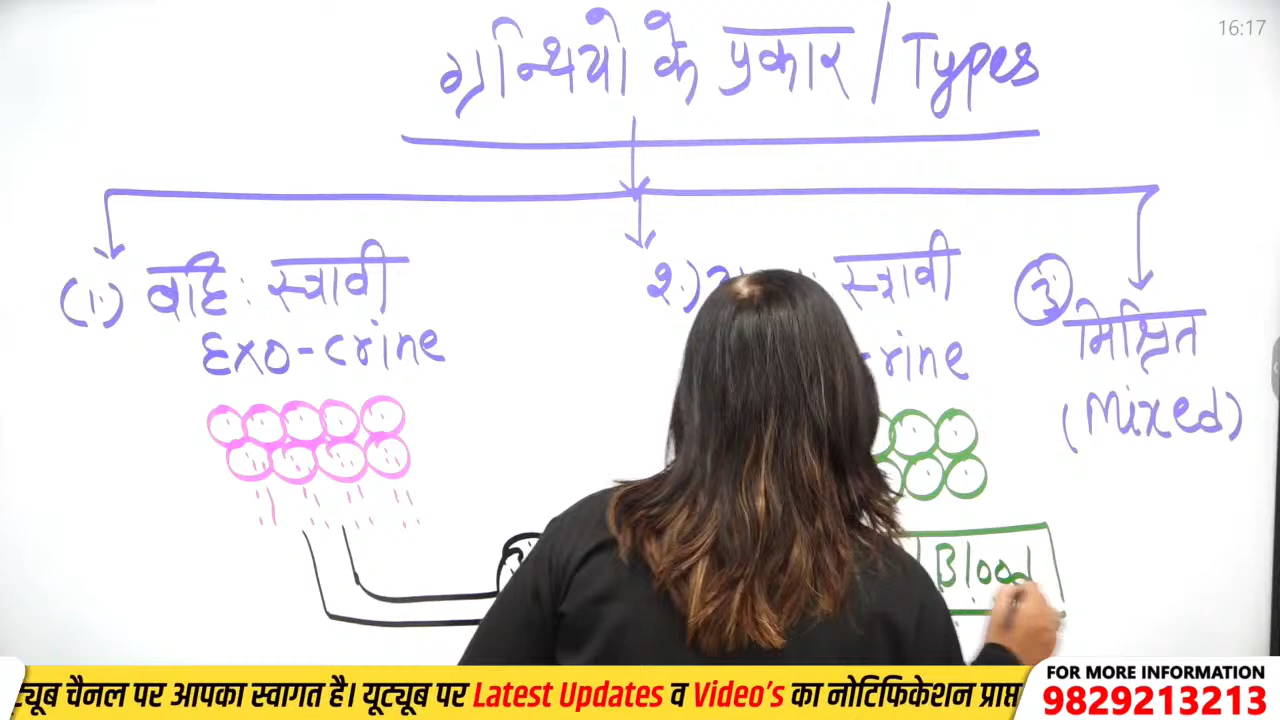 16:17
ग्रन्थियो के प्रकार / Types
(1.) बहि: स्त्रावी
Exo-crine
2.) : स्त्रावी
-rine
③ मिश्रित
(Mixed)
Blood
ट्यूब चैनल पर आपका स्वागत है। यूट्यूब पर Latest Updates व Video's का नोटिफिकेशन प्राप्त
FOR MORE INFORMATION
9829213213